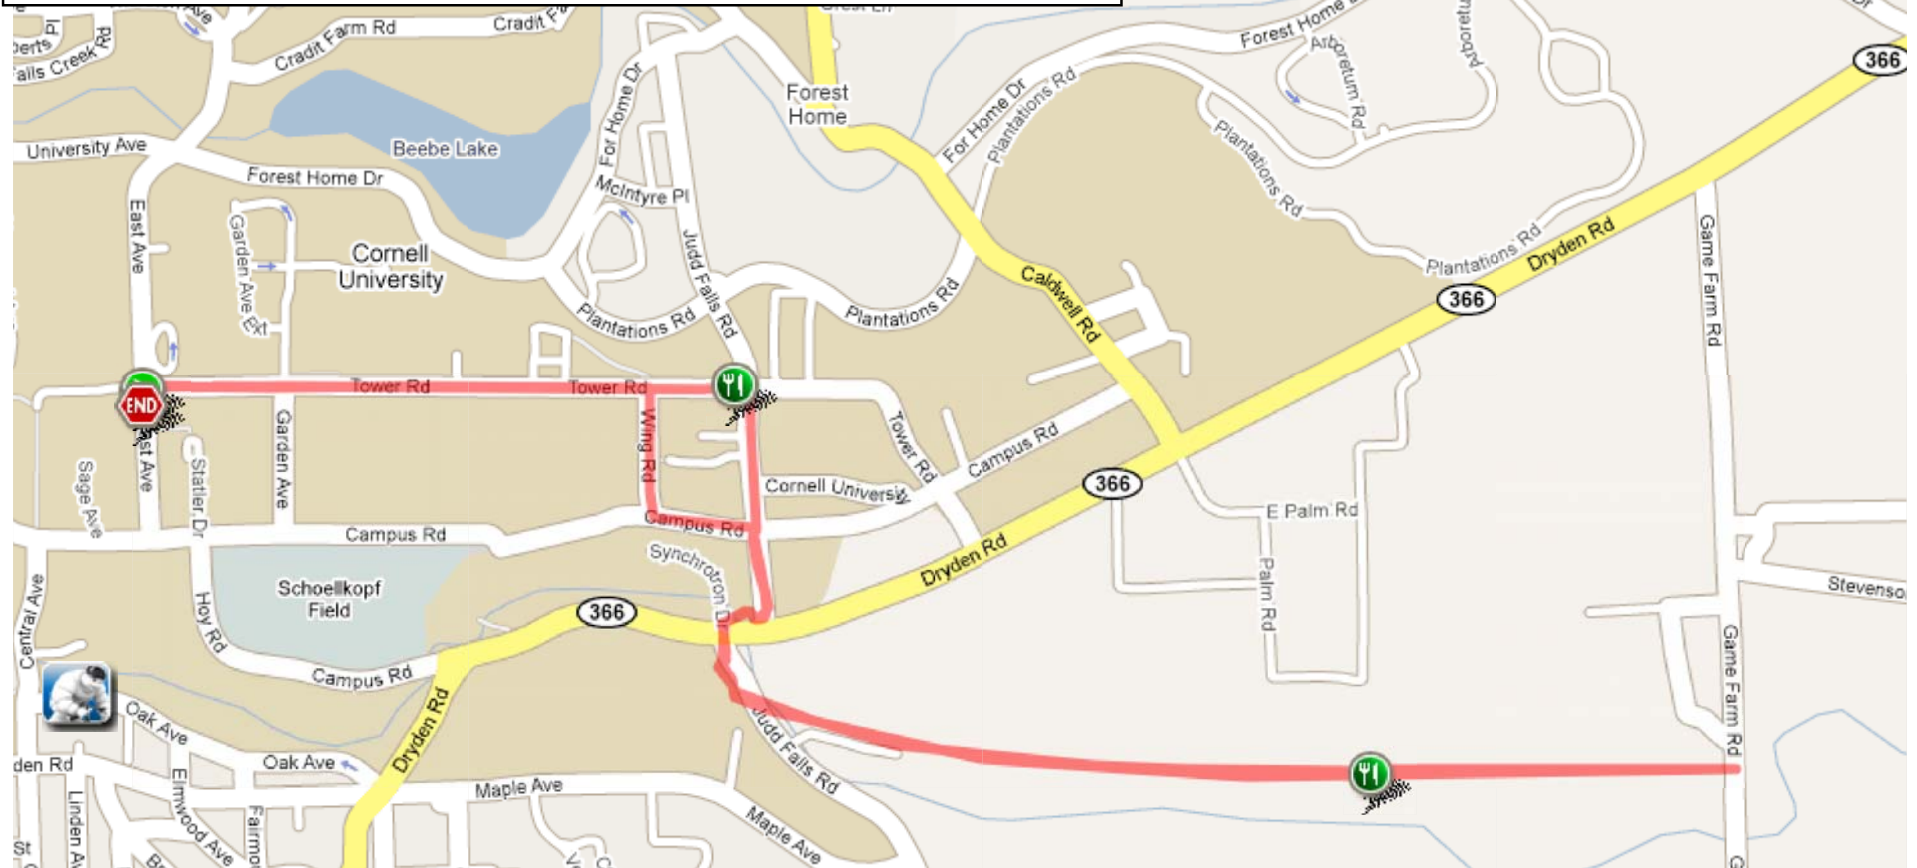 Cradit Farm Rd
Cradit
Forest Home
Arboretum Rd
366
Falls Creek Rd
For Home Dr
Forest
Home
For Home Dr
Plantations Rd
University Ave
Beebe Lake
Plantations Rd
Forest Home Dr
McIntyre Pl
East Ave
Garden Ave Ext
Cornell
University
Judd Falls Rd
Caldwell Rd
Plantations Rd
Dryden Rd
Game Farm Rd
366
Plantations Rd
Plantations Rd
Tower Rd
Tower Rd
END
Wing Rd
Garden Ave
Tower Rd
Campus Rd
Sage Ave
ast Ave
Statler Dr
Cornell University
366
Campus Rd
Campus Rd
E Palm Rd
Synchrotron Dr
Dryden Rd
Palm Rd
Stevenso
Schoellkopf
Field
366
Central Ave
Hoy Rd
Campus Rd
Game Farm Rd
Oak Ave
Dryden Rd
Judd Falls Rd
den Rd
Oak Ave
Elmwood Ave
Maple Ave
Linden Av
Fairmo
Maple Ave
St
G